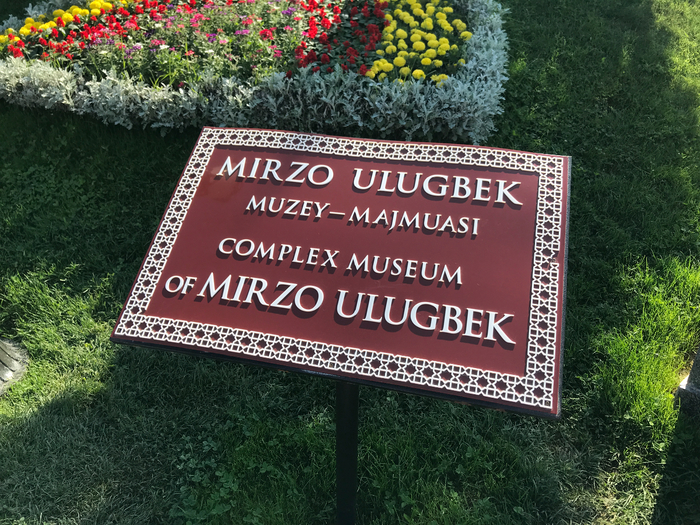 MIRZO ULUGBEK
MUZEY–MAJMUASI
COMPLEX MUSEUM
OF MIRZO ULUGBEK